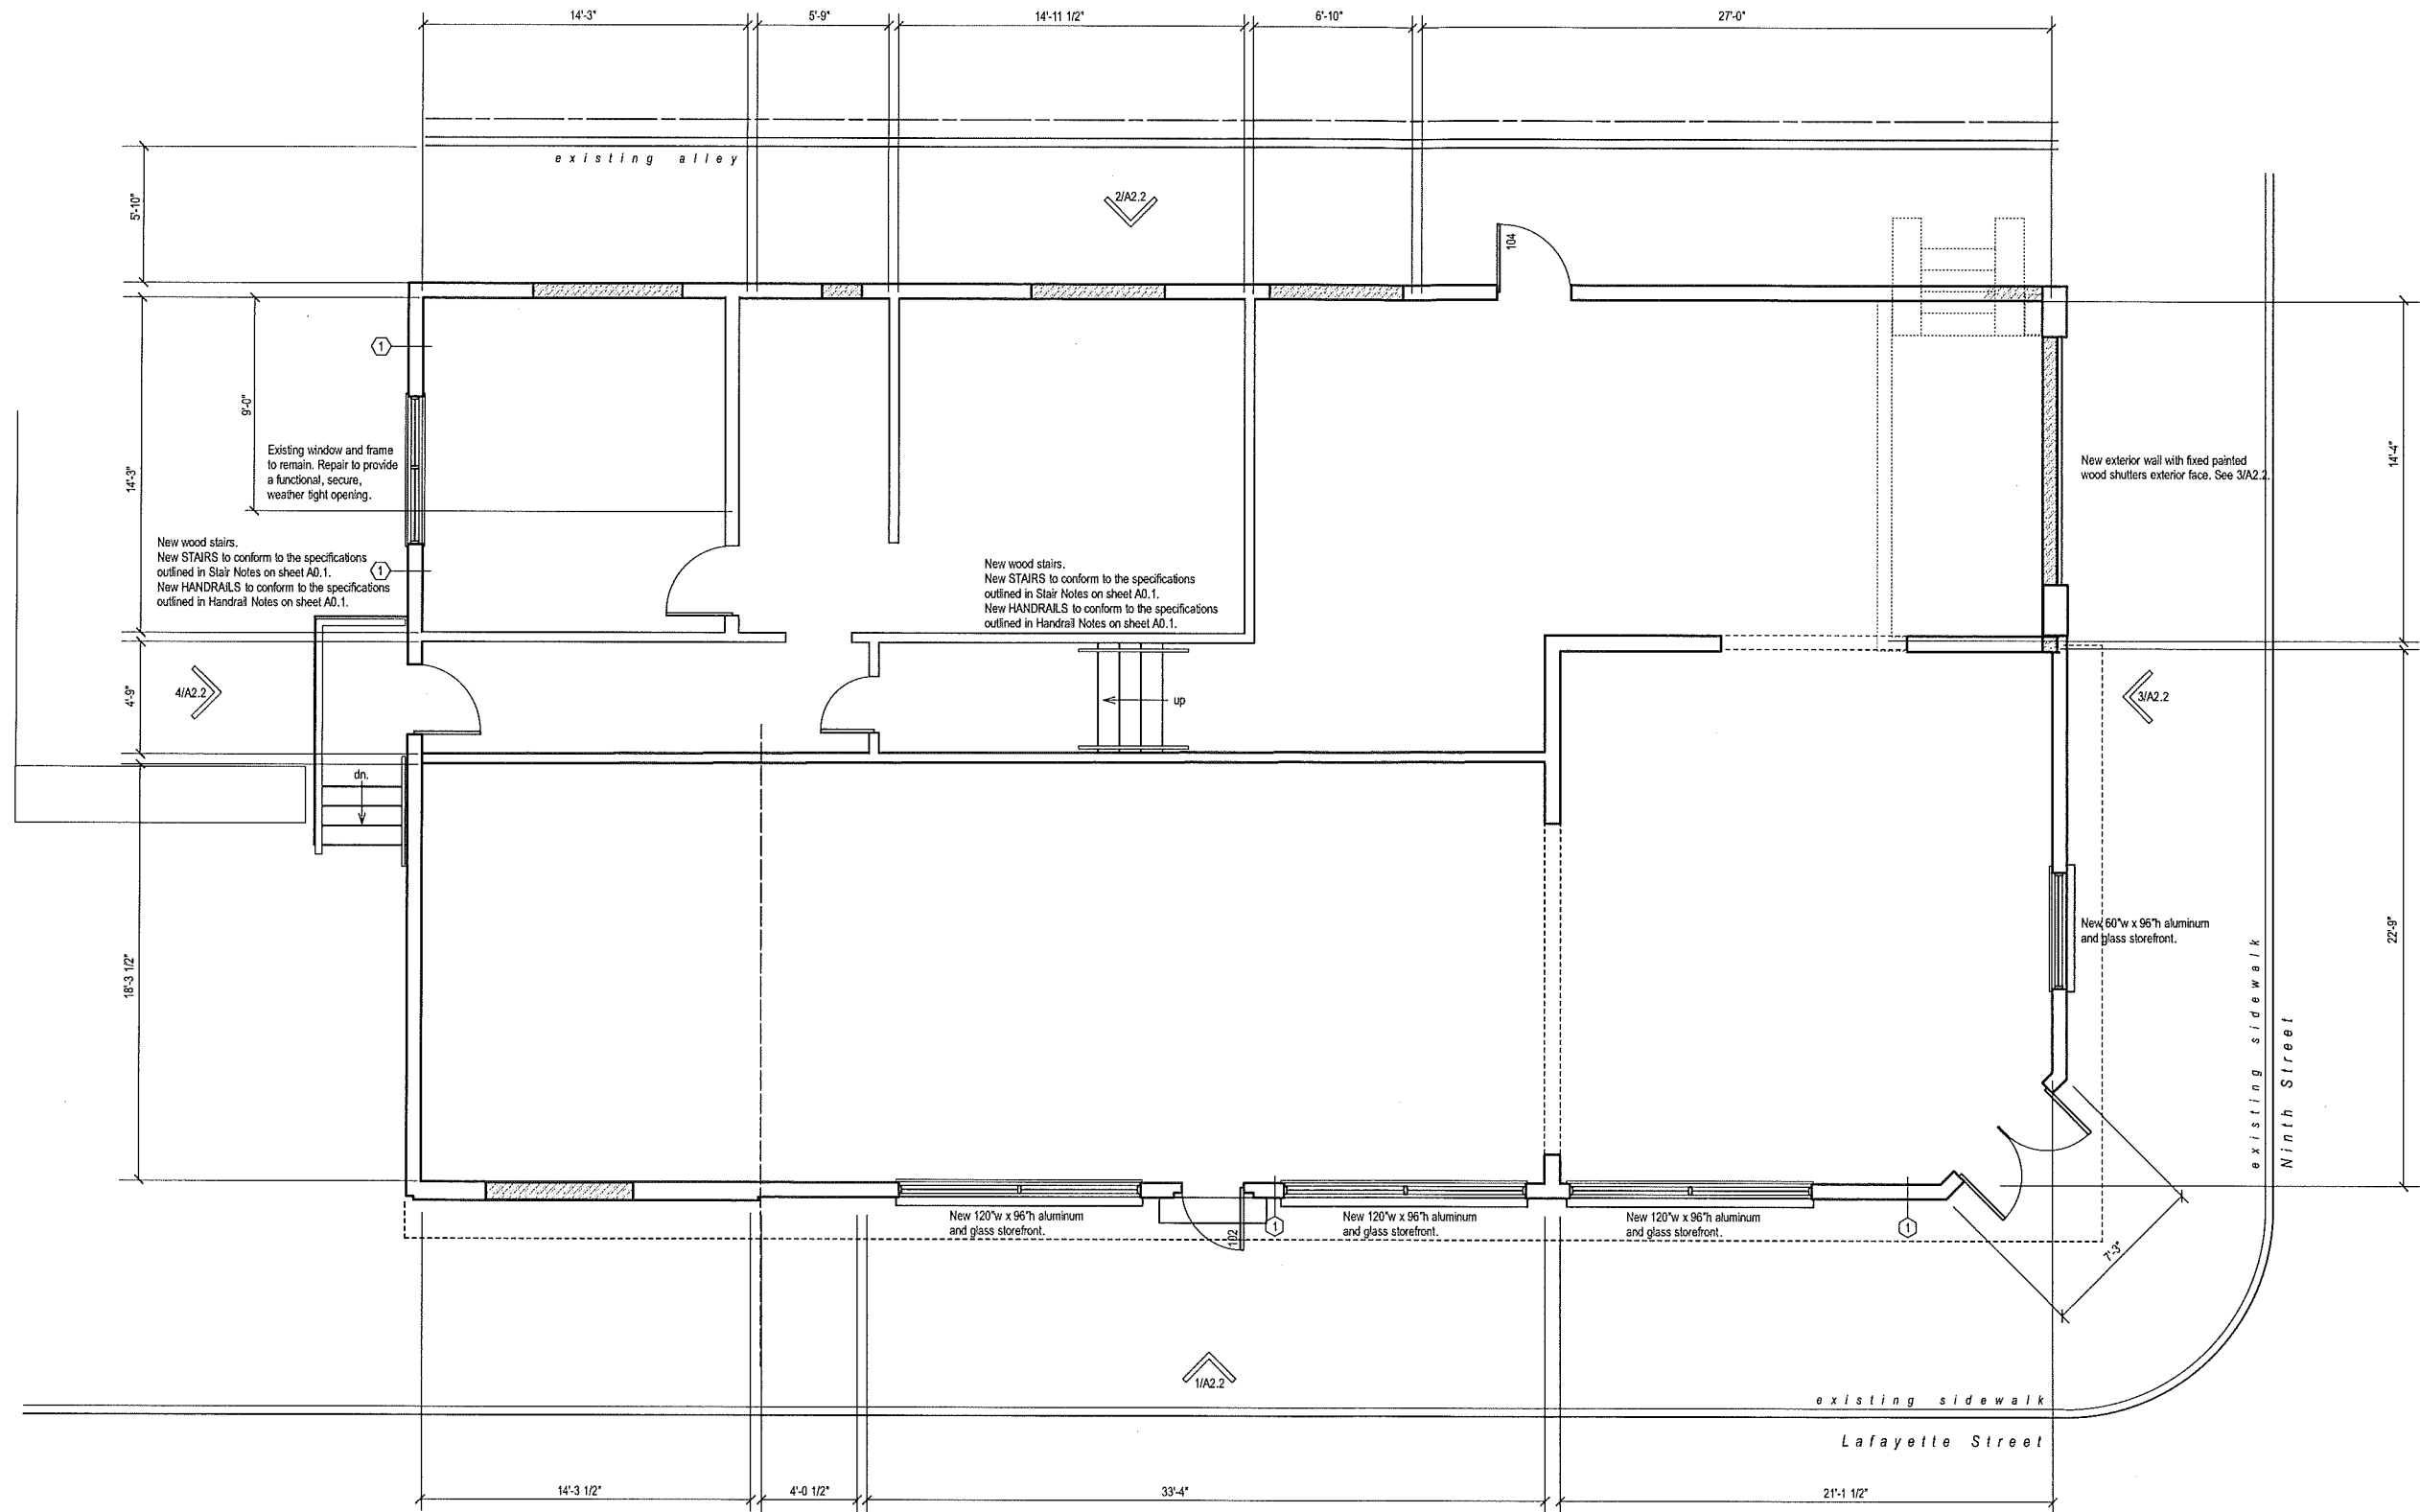 14'-3"
5'-9"
14'-11 1/2"
6'-10"
27'-0"
existing alley
5'-10"
2/A2.2
104
1
9'-0"
14'-3"
Existing window and frame
to remain. Repair to provide
a functional, secure,
weather tight opening.
14'-4"
New exterior wall with fixed painted
wood shutters exterior face. See 3/A2.2.
New wood stairs.
New STAIRS to conform to the specifications
outlined in Stair Notes on sheet A0.1.
New HANDRAILS to conform to the specifications
outlined in Handrail Notes on sheet A0.1.
1
New wood stairs.
New STAIRS to conform to the specifications
outlined in Stair Notes on sheet A0.1.
New HANDRAILS to conform to the specifications
outlined in Handrail Notes on sheet A0.1.
4'-9"
4/A2.2
up
3/A2.2
dn.
New 60"w x 96"h aluminum
and glass storefront.
22'-9"
18'-3 1/2"
existing sidewalk
Ninth Street
New 120"w x 96"h aluminum
and glass storefront.
102
1
New 120"w x 96"h aluminum
and glass storefront.
New 120"w x 96"h aluminum
and glass storefront.
1
7'-3"
1/A2.2
existing sidewalk
Lafayette Street
14'-3 1/2"
4'-0 1/2"
33'-4"
21'-1 1/2"